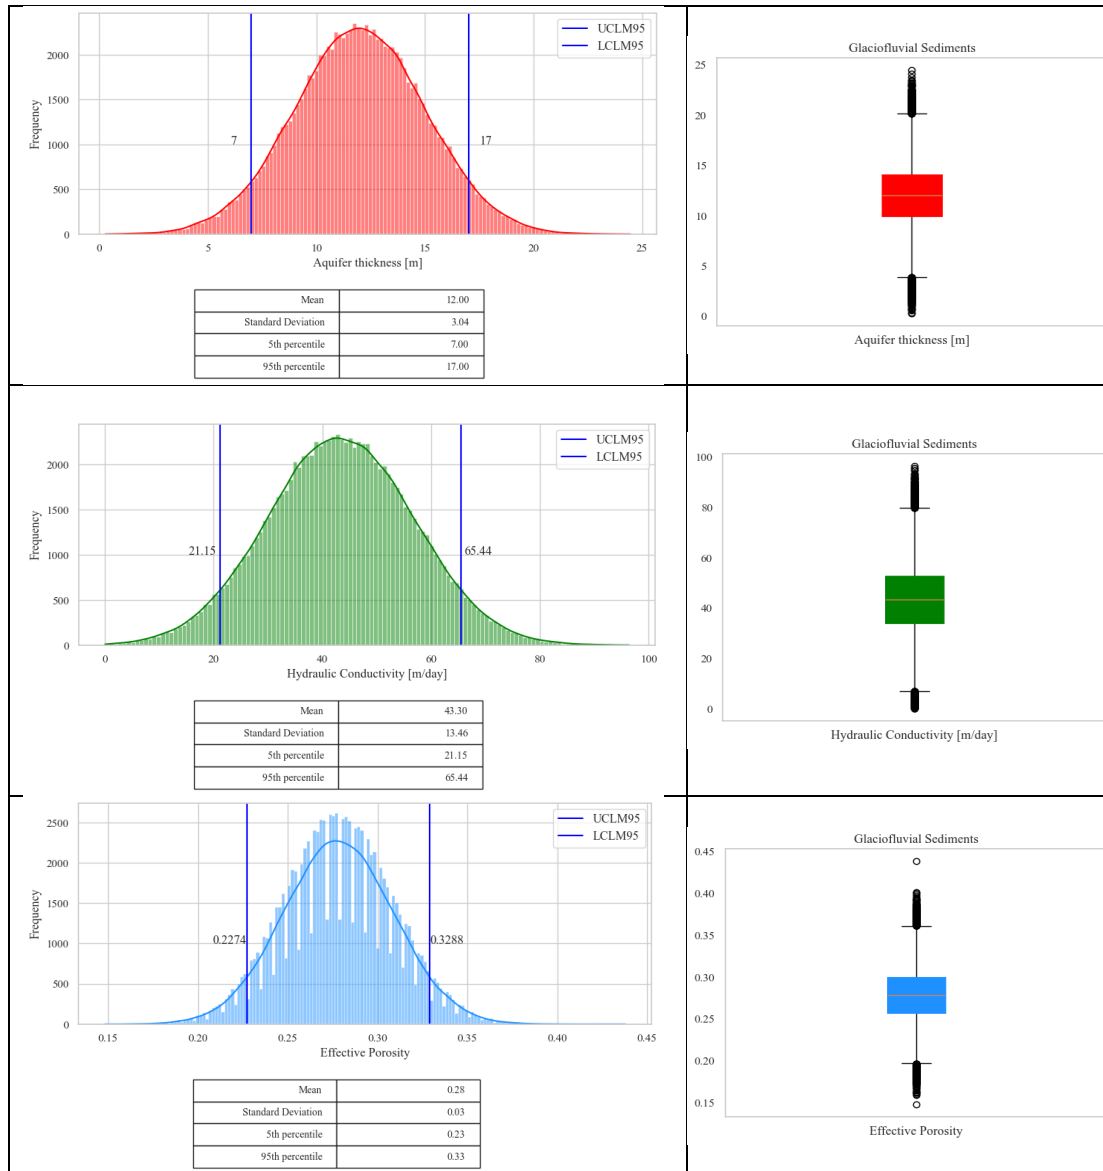 UCLM95
LCLM95
2000
1500
1000
500
0
Frequency
7
17
0
5
10
15
20
25
Aquifer thickness [m]
Mean 12.00
Standard Deviation 3.04
5th percentile 7.00
95th percentile 17.00
Glaciofluvial Sediments
25
20
15
10
5
0
Aquifer thickness [m]
UCLM95
LCLM95
2000
1500
1000
500
0
Frequency
21.15
65.44
0
20
40
60
80
100
Hydraulic Conductivity [m/day]
Mean 43.30
Standard Deviation 13.46
5th percentile 21.15
95th percentile 65.44
Glaciofluvial Sediments
100
80
60
40
20
0
Hydraulic Conductivity [m/day]
UCLM95
LCLM95
2500
2000
1500
1000
500
0
Frequency
0.2274
0.3288
0.15
0.20
0.25
0.30
0.35
0.40
0.45
Effective Porosity
Mean 0.28
Standard Deviation 0.03
5th percentile 0.23
95th percentile 0.33
Glaciofluvial Sediments
0.45
0.40
0.35
0.30
0.25
0.20
0.15
Effective Porosity